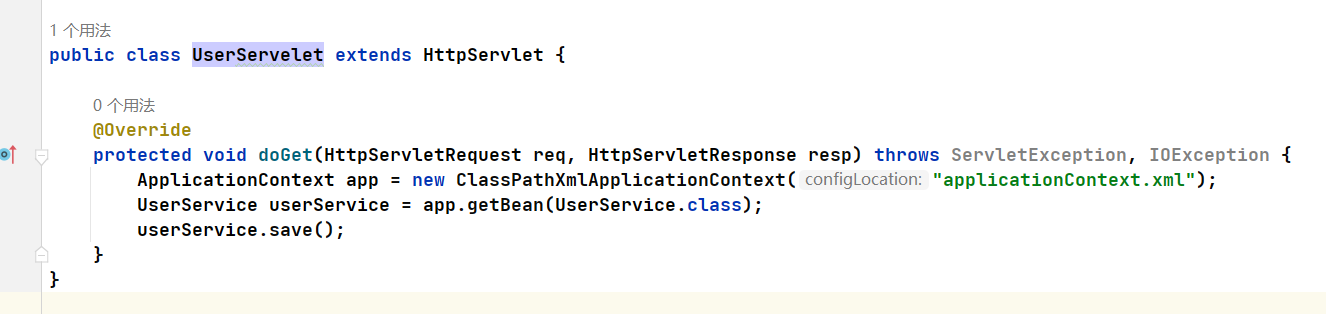 1 个用法
public class UserServelet extends HttpServlet {
0 个用法
@Override
protected void doGet(HttpServletRequest req, HttpServletResponse resp) throws ServletException, IOException {
ApplicationContext app = new ClassPathXmlApplicationContext( configLocation: "applicationContext.xml");
UserService userService = app.getBean(UserService.class);
userService.save();
}
}